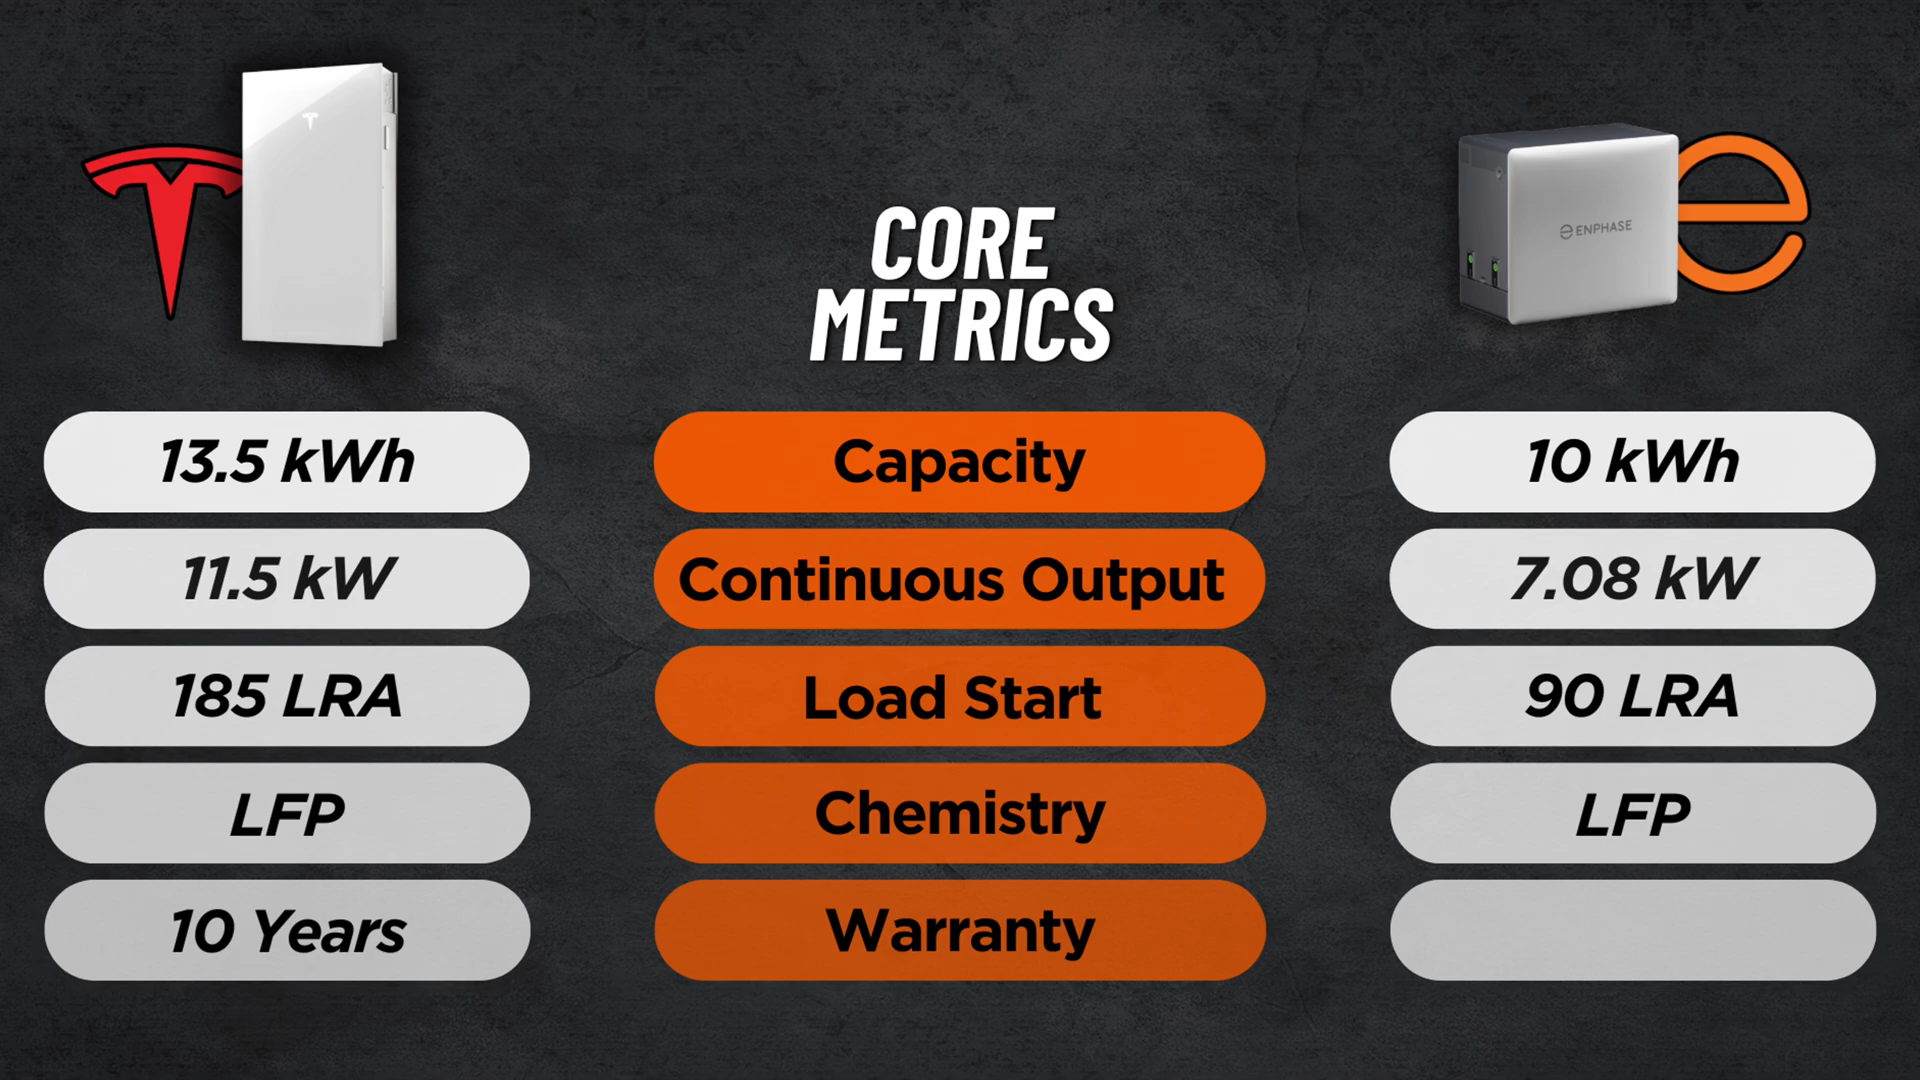 ENPHASE
CORE
METRICS
13.5 kWh
Capacity
10 kWh
11.5 kW
Continuous Output
7.08 kW
185 LRA
Load Start
90 LRA
LFP
Chemistry
LFP
10 Years
Warranty